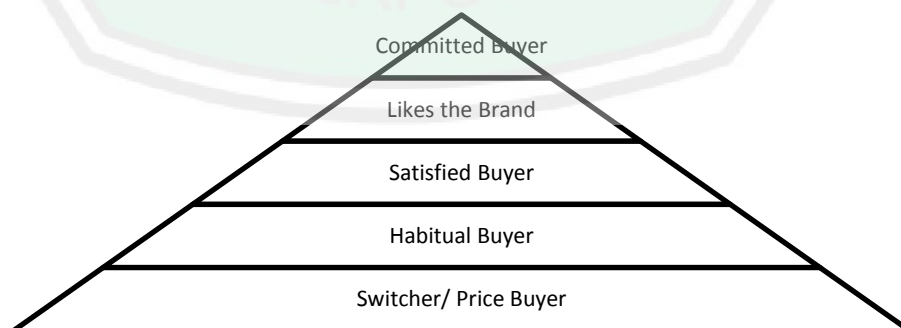 Committed Buyer
Likes the Brand
Satisfied Buyer
Habitual Buyer
Switcher/ Price Buyer